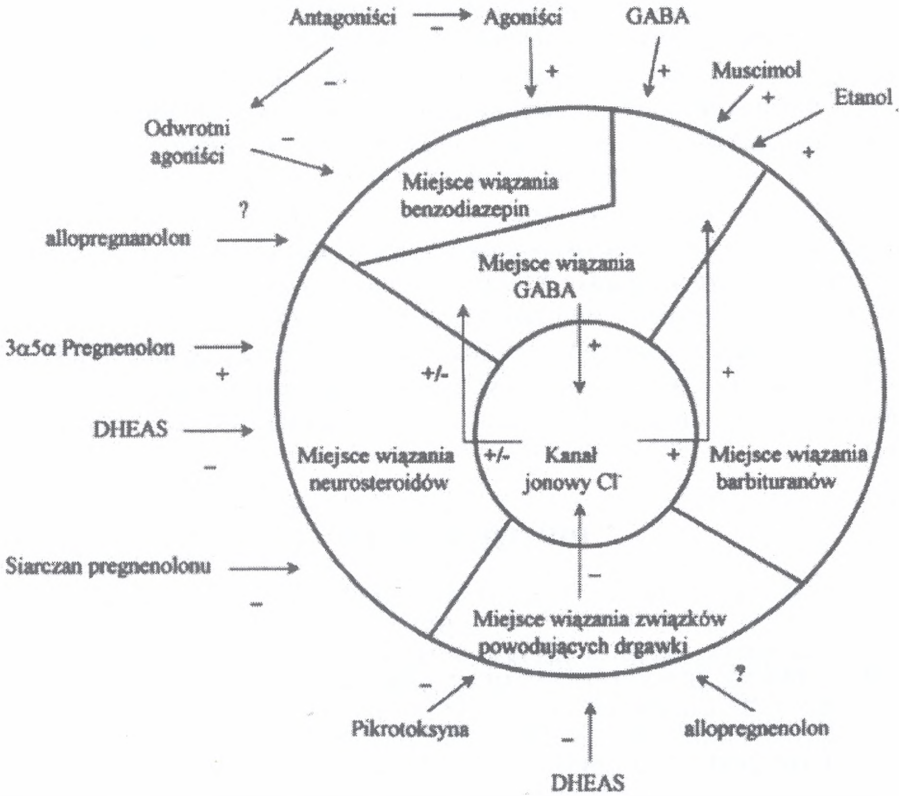 Antagoniści
Agoniści
GABA
–
+
+
Muscimol
+
Etanol
+
–
Odwrotni
agoniści
–
Miejsce wiązania
benzodiazepin
?
allopregnanolon
Miejsce wiązania
GABA
+
3α5α Pregnenolon
+
+/-
+
DHEAS
–
Miejsce wiązania
neurosteroidów
+/-
Kanał
jonowy Cl-
+
Miejsce wiązania
barbituranów
Siarczan pregnenolonu
–
–
Miejsce wiązania związków
powodujących drgawki
–
Pikrotoksyna
?
allopregnenolon
–
DHEAS